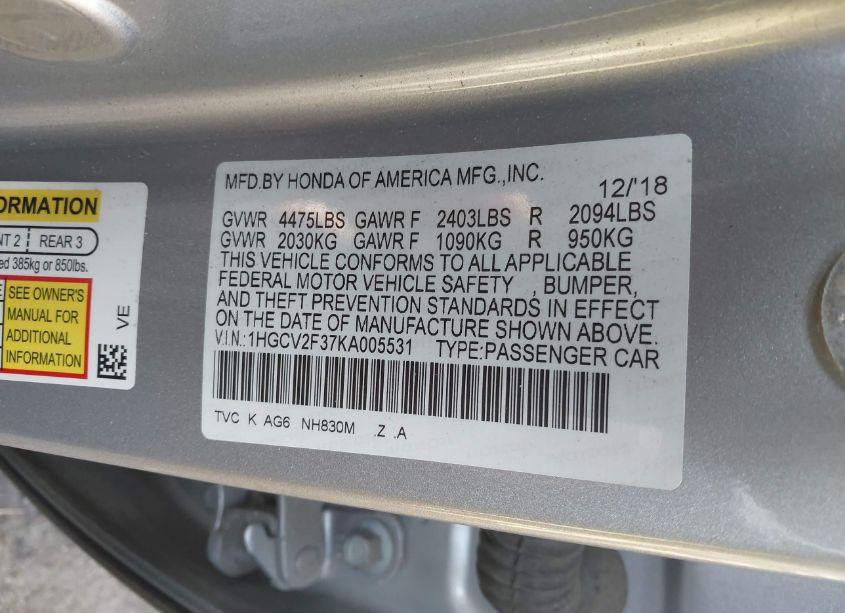 ORMATION
NT 2 REAR 3
ed 385kg or 850lbs.
SEE OWNER'S
MANUAL FOR
ADDITIONAL
INFORMATION
VE
MFD.BY HONDA OF AMERICA MFG.,INC.
12/'18
GVWR 4475LBS GAWR F 2403LBS R 2094LBS
GVWR 2030KG GAWR F 1090KG R 950KG
THIS VEHICLE CONFORMS TO ALL APPLICABLE
FEDERAL MOTOR VEHICLE SAFETY , BUMPER,
AND THEFT PREVENTION STANDARDS IN EFFECT
ON THE DATE OF MANUFACTURE SHOWN ABOVE.
V.I.N.:1HGCV2F37KA005531 TYPE:PASSENGER CAR
TVC K AG6 NH830M .Z .A